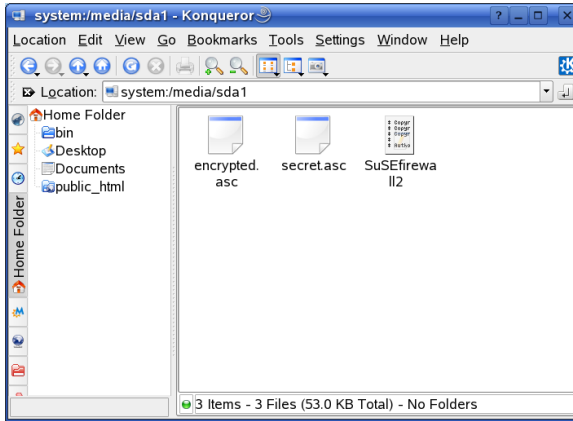 system:/media/sda1 - Konqueror
Location Edit View Go Bookmarks Tools Settings Window Help
Location: system:/media/sda1
Home Folder
bin
Desktop
Documents
public_html
Home Folder
encrypted.
asc
secret.asc
SuSEfirewa
ll2
3 Items - 3 Files (53.0 KB Total) - No Folders